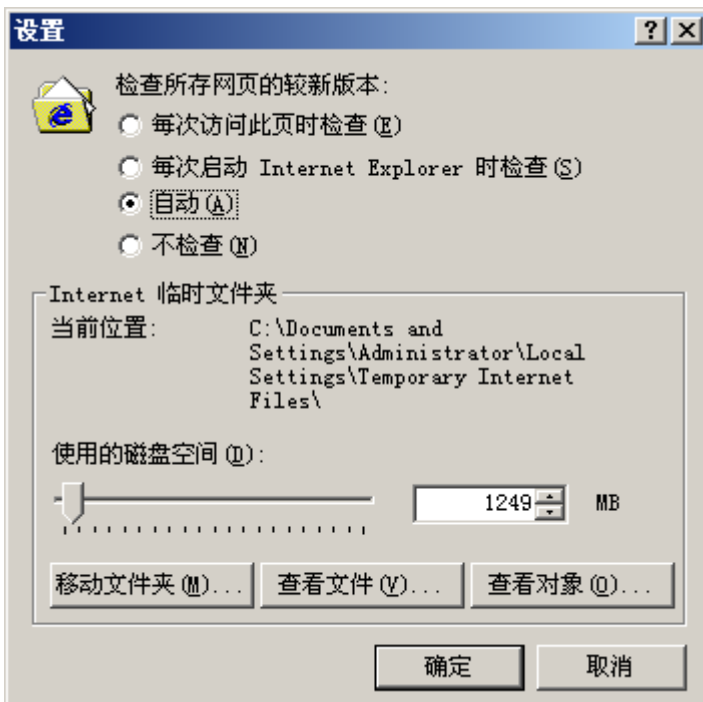 设置
检查所存网页的较新版本:
每次访问此页时检查(E)
每次启动 Internet Explorer 时检查(S)
自动(A)
不检查(N)
Internet 临时文件夹
当前位置: C:\Documents and
Settings\Administrator\Local
Settings\Temporary Internet
Files\
使用的磁盘空间(D):
1249 MB
移动文件夹(M)... 查看文件(V)... 查看对象(O)...
确定 取消